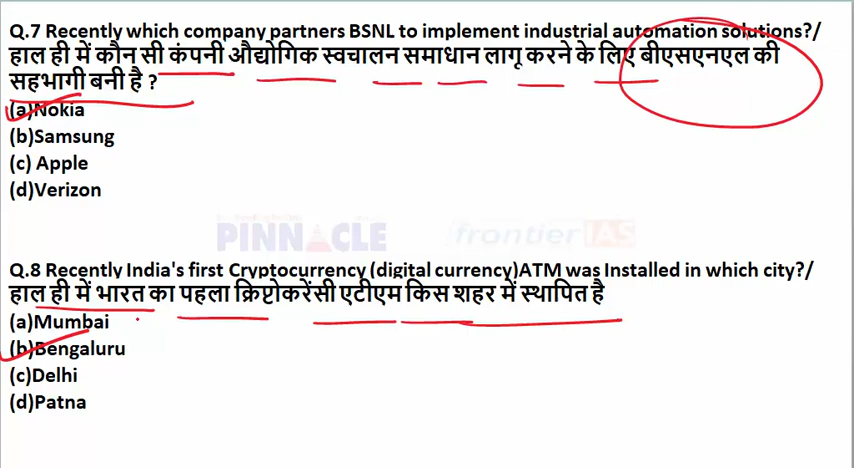 Q.7 Recently which company partners BSNL to implement industrial automation solutions?/
हाल ही में कौन सी कंपनी औद्योगिक स्वचालन समाधान लागू करने के लिए बीएसएनएल की
सहभागी बनी है ?
(a)Nokia
(b)Samsung
(c) Apple
(d)Verizon
PINNACLE frontier IAS
Q.8 Recently India's first Cryptocurrency (digital currency)ATM was Installed in which city?/
हाल ही में भारत का पहला क्रिप्टोकरेंसी एटीएम किस शहर में स्थापित है
(a)Mumbai
(b)Bengaluru
(c)Delhi
(d)Patna